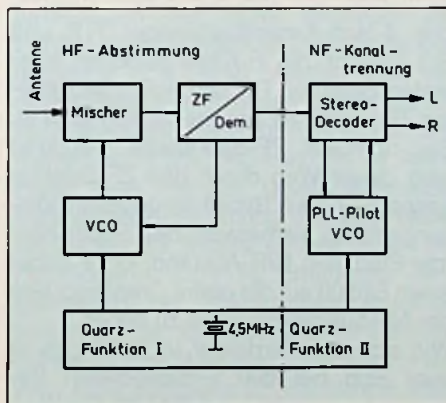 HF-Abstimmung
NF-Kanal-
trennung
Antenne
Mischer
ZF
Dem.
Stereo-
Decoder
L
R
VCO
PLL-Pilot
VCO
Quarz-
Funktion I
4,5MHz
Quarz-
Funktion II